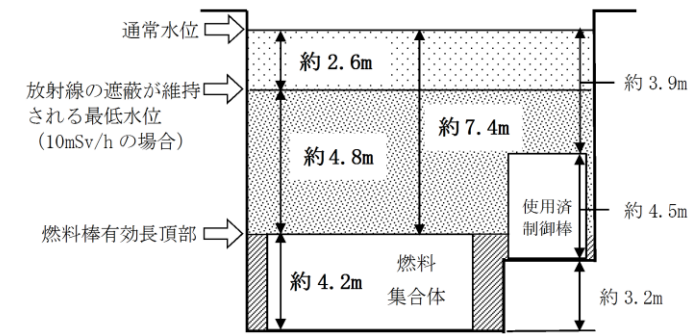 通常水位
約 2.6m
約 3.9m
放射線の遮蔽が維持
される最低水位
(10mSv/h の場合)
約 7.4m
約 4.8m
使用済
制御棒
約 4.5m
燃料棒有効長頂部
約 4.2m
燃料
集合体
約 3.2m